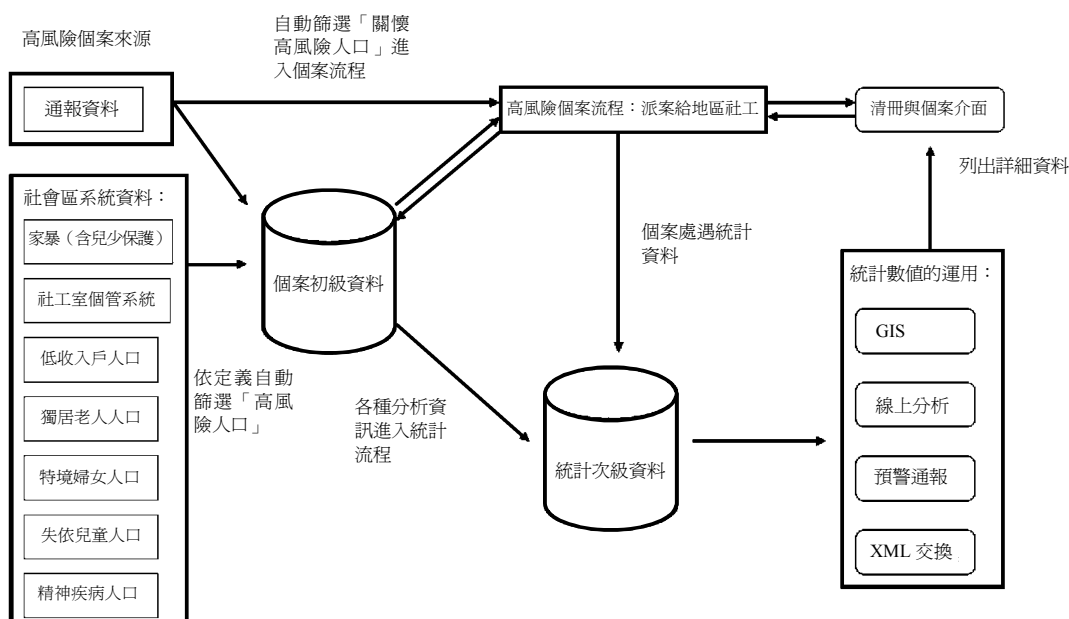 高風險個案來源
通報資料
自動篩選「關懷
高風險人口」進
入個案流程
高風險個案流程：派案給地區社工
清冊與個案介面
列出詳細資料
社會區系統資料：
家暴（含兒少保護）
社工室個管系統
低收入戶人口
獨居老人人口
特境婦女人口
失依兒童人口
精神疾病人口
個案初級資料
依定義自動
篩選「高風
險人口」
各種分析資
訊進入統計
流程
個案處遇統計
資料
統計次級資料
統計數值的運用：
GIS
線上分析
預警通報
XML 交換